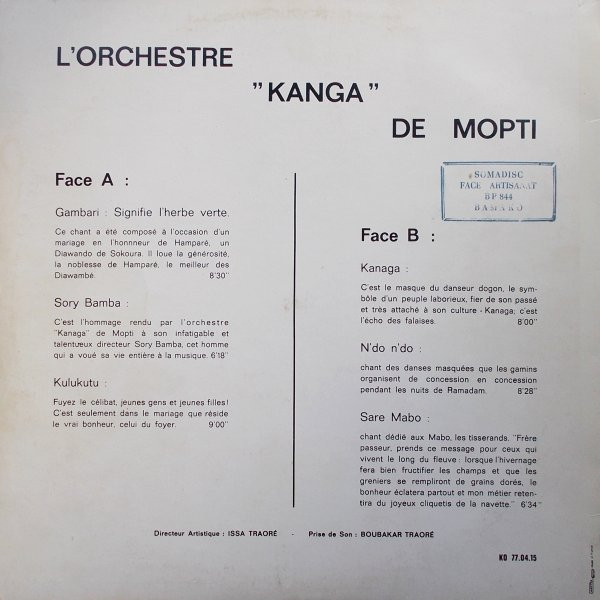 L'ORCHESTRE
"KANGA"
DE MOPTI
SOMADISC
FACE ARTISANAT
BP 844
BAMAKO
Face A :
Gambari : Signifie l'herbe verte.
Ce chant a été composé à l'occasion d'un
mariage en l'honnneur de Hamparé, un
Diawando de Sokoura. Il loue la générosité,
la noblesse de Hamparé, le meilleur des
Diawambé. 8'30"
Sory Bamba :
C'est l'hommage rendu par l'orchestre
"Kanaga" de Mopti à son infatigable et
talentueux directeur Sory Bamba, cet homme
qui a voué sa vie entière à la musique. 6'18"
Kulukutu :
Fuyez le célibat, jeunes gens et jeunes filles!
C'est seulement dans le mariage que réside
le vrai bonheur, celui du foyer. 9'00"
Face B :
Kanaga :
C'est le masque du danseur dogon, le sym-
bôle d'un peuple laborieux, fier de son passé
et très attaché à son culture - Kanaga; c'est
l'écho des falaises. 8'00"
N'do n'do :
chant des danses masquées que les gamins
organisent de concession en concession
pendant les nuits de Ramadam. 8'28"
Sare Mabo :
chant dédié aux Mabo, les tisserands. "Frère
passeur, prends ce message pour ceux qui
vivent le long du fleuve : lorsque l'hivernage
fera bien fructifier les champs et que les
greniers se rempliront de grains dorés, le
bonheur éclatera partout et mon métier reten-
tira du joyeux cliquetis de la navette." 6'34"
Directeur Artistique : ISSA TRAORÉ - Prise de Son : BOUBAKAR TRAORÉ
KO 77.04.15